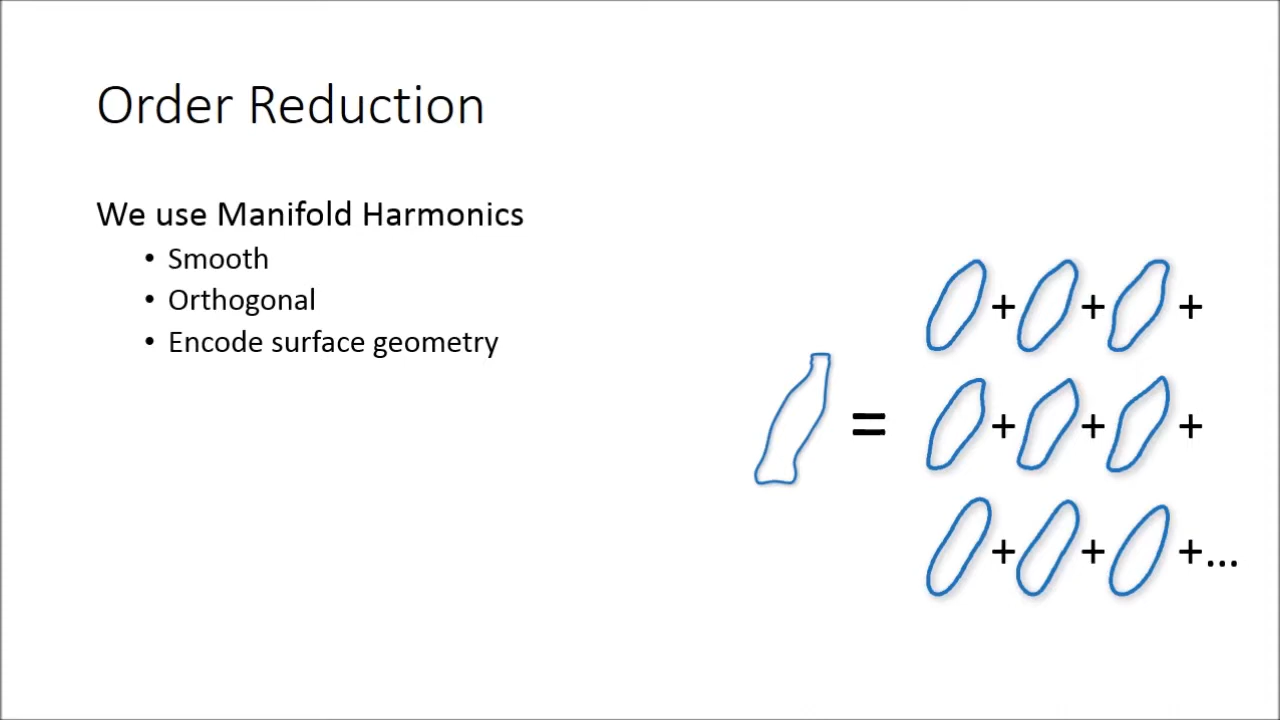 Order Reduction
We use Manifold Harmonics
• Smooth
• Orthogonal
• Encode surface geometry
+ + +
= + + +
+ + +...